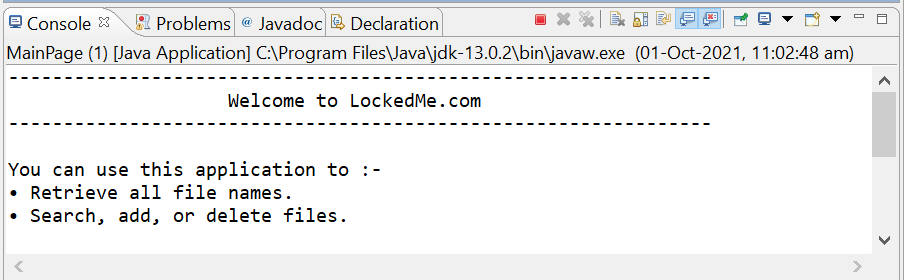 Console Problems @ Javadoc Declaration
MainPage (1) [Java Application] C:\Program Files\Java\jdk-13.0.2\bin\javaw.exe (01-Oct-2021, 11:02:48 am)
----------------------------------------------------------------
Welcome to LockedMe.com
----------------------------------------------------------------
You can use this application to :-
• Retrieve all file names.
• Search, add, or delete files.